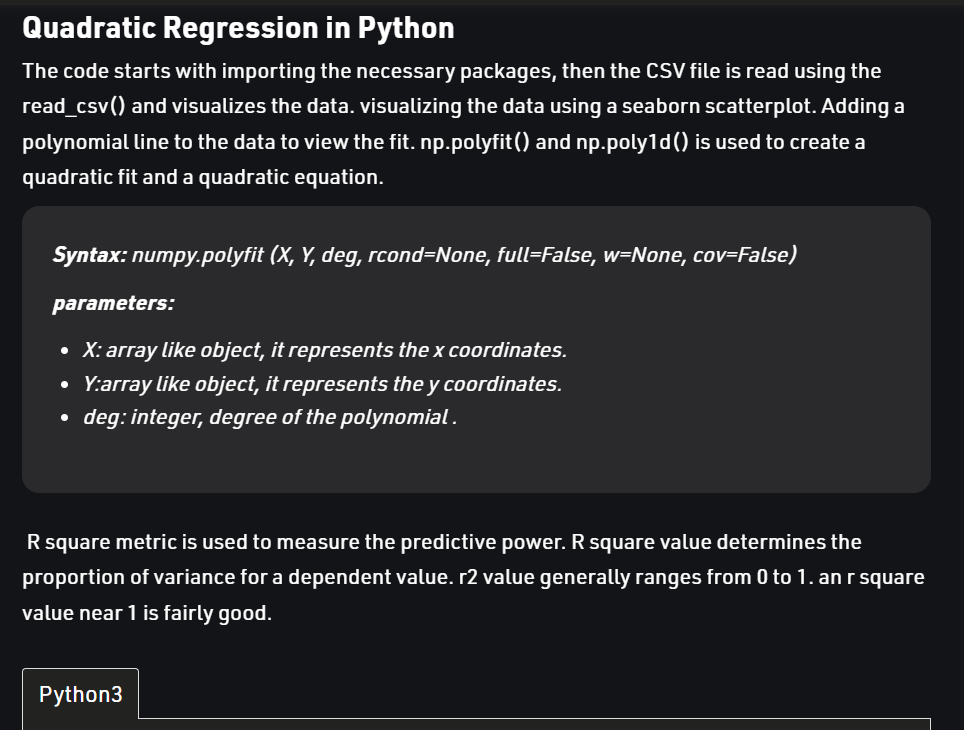 Quadratic Regression in Python
The code starts with importing the necessary packages, then the CSV file is read using the
read_csv() and visualizes the data. visualizing the data using a seaborn scatterplot. Adding a
polynomial line to the data to view the fit. np.polyfit() and np.poly1d() is used to create a
quadratic fit and a quadratic equation.
Syntax: numpy.polyfit (X, Y, deg, rcond=None, full=False, w=None, cov=False)
parameters:
• X: array like object, it represents the x coordinates.
• Y:array like object, it represents the y coordinates.
• deg: integer, degree of the polynomial .
R square metric is used to measure the predictive power. R square value determines the
proportion of variance for a dependent value. r2 value generally ranges from 0 to 1. an r square
value near 1 is fairly good.
Python3